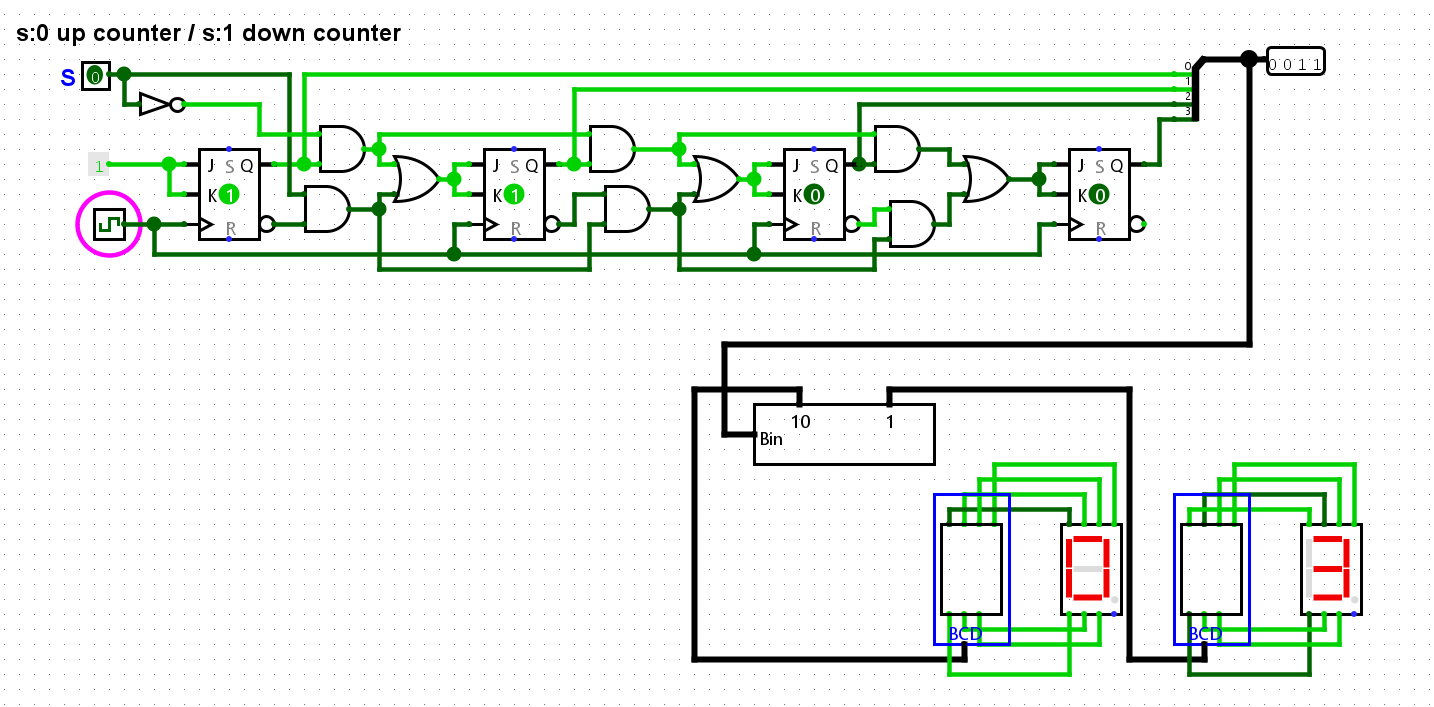 s:0 up counter / s:1 down counter
S 0
0
1
2
3
0 0 1 1
1
J S Q
K 1
R
J S Q
K 1
R
J S Q
K 0
R
J S Q
K 0
R
10 1
Bin
BCD
BCD